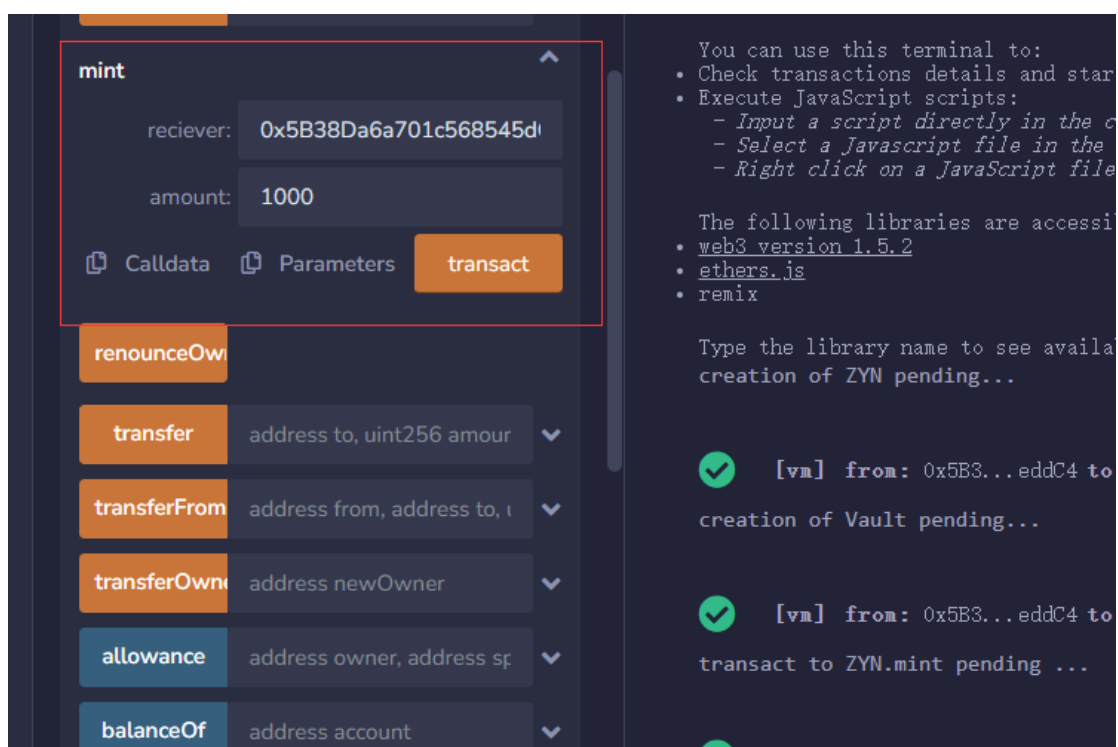 mint
reciever: 0x5B38Da6a701c568545d
amount: 1000
Calldata Parameters transact
renounceOw
transfer address to, uint256 amour
transferFrom address from, address to,
transferOwne address newOwner
allowance address owner, address sp
balanceOf address account
You can use this terminal to:
• Check transactions details and star
• Execute JavaScript scripts:
- Input a script directly in the c
- Select a Javascript file in the
- Right click on a JavaScript file
The following libraries are accessi
• web3 version 1.5.2
• ethers.js
• remix
Type the library name to see availa
creation of ZYN pending...
[vm] from: 0x5B3...eddC4 to
creation of Vault pending...
[vm] from: 0x5B3...eddC4 to
transact to ZYN.mint pending ...